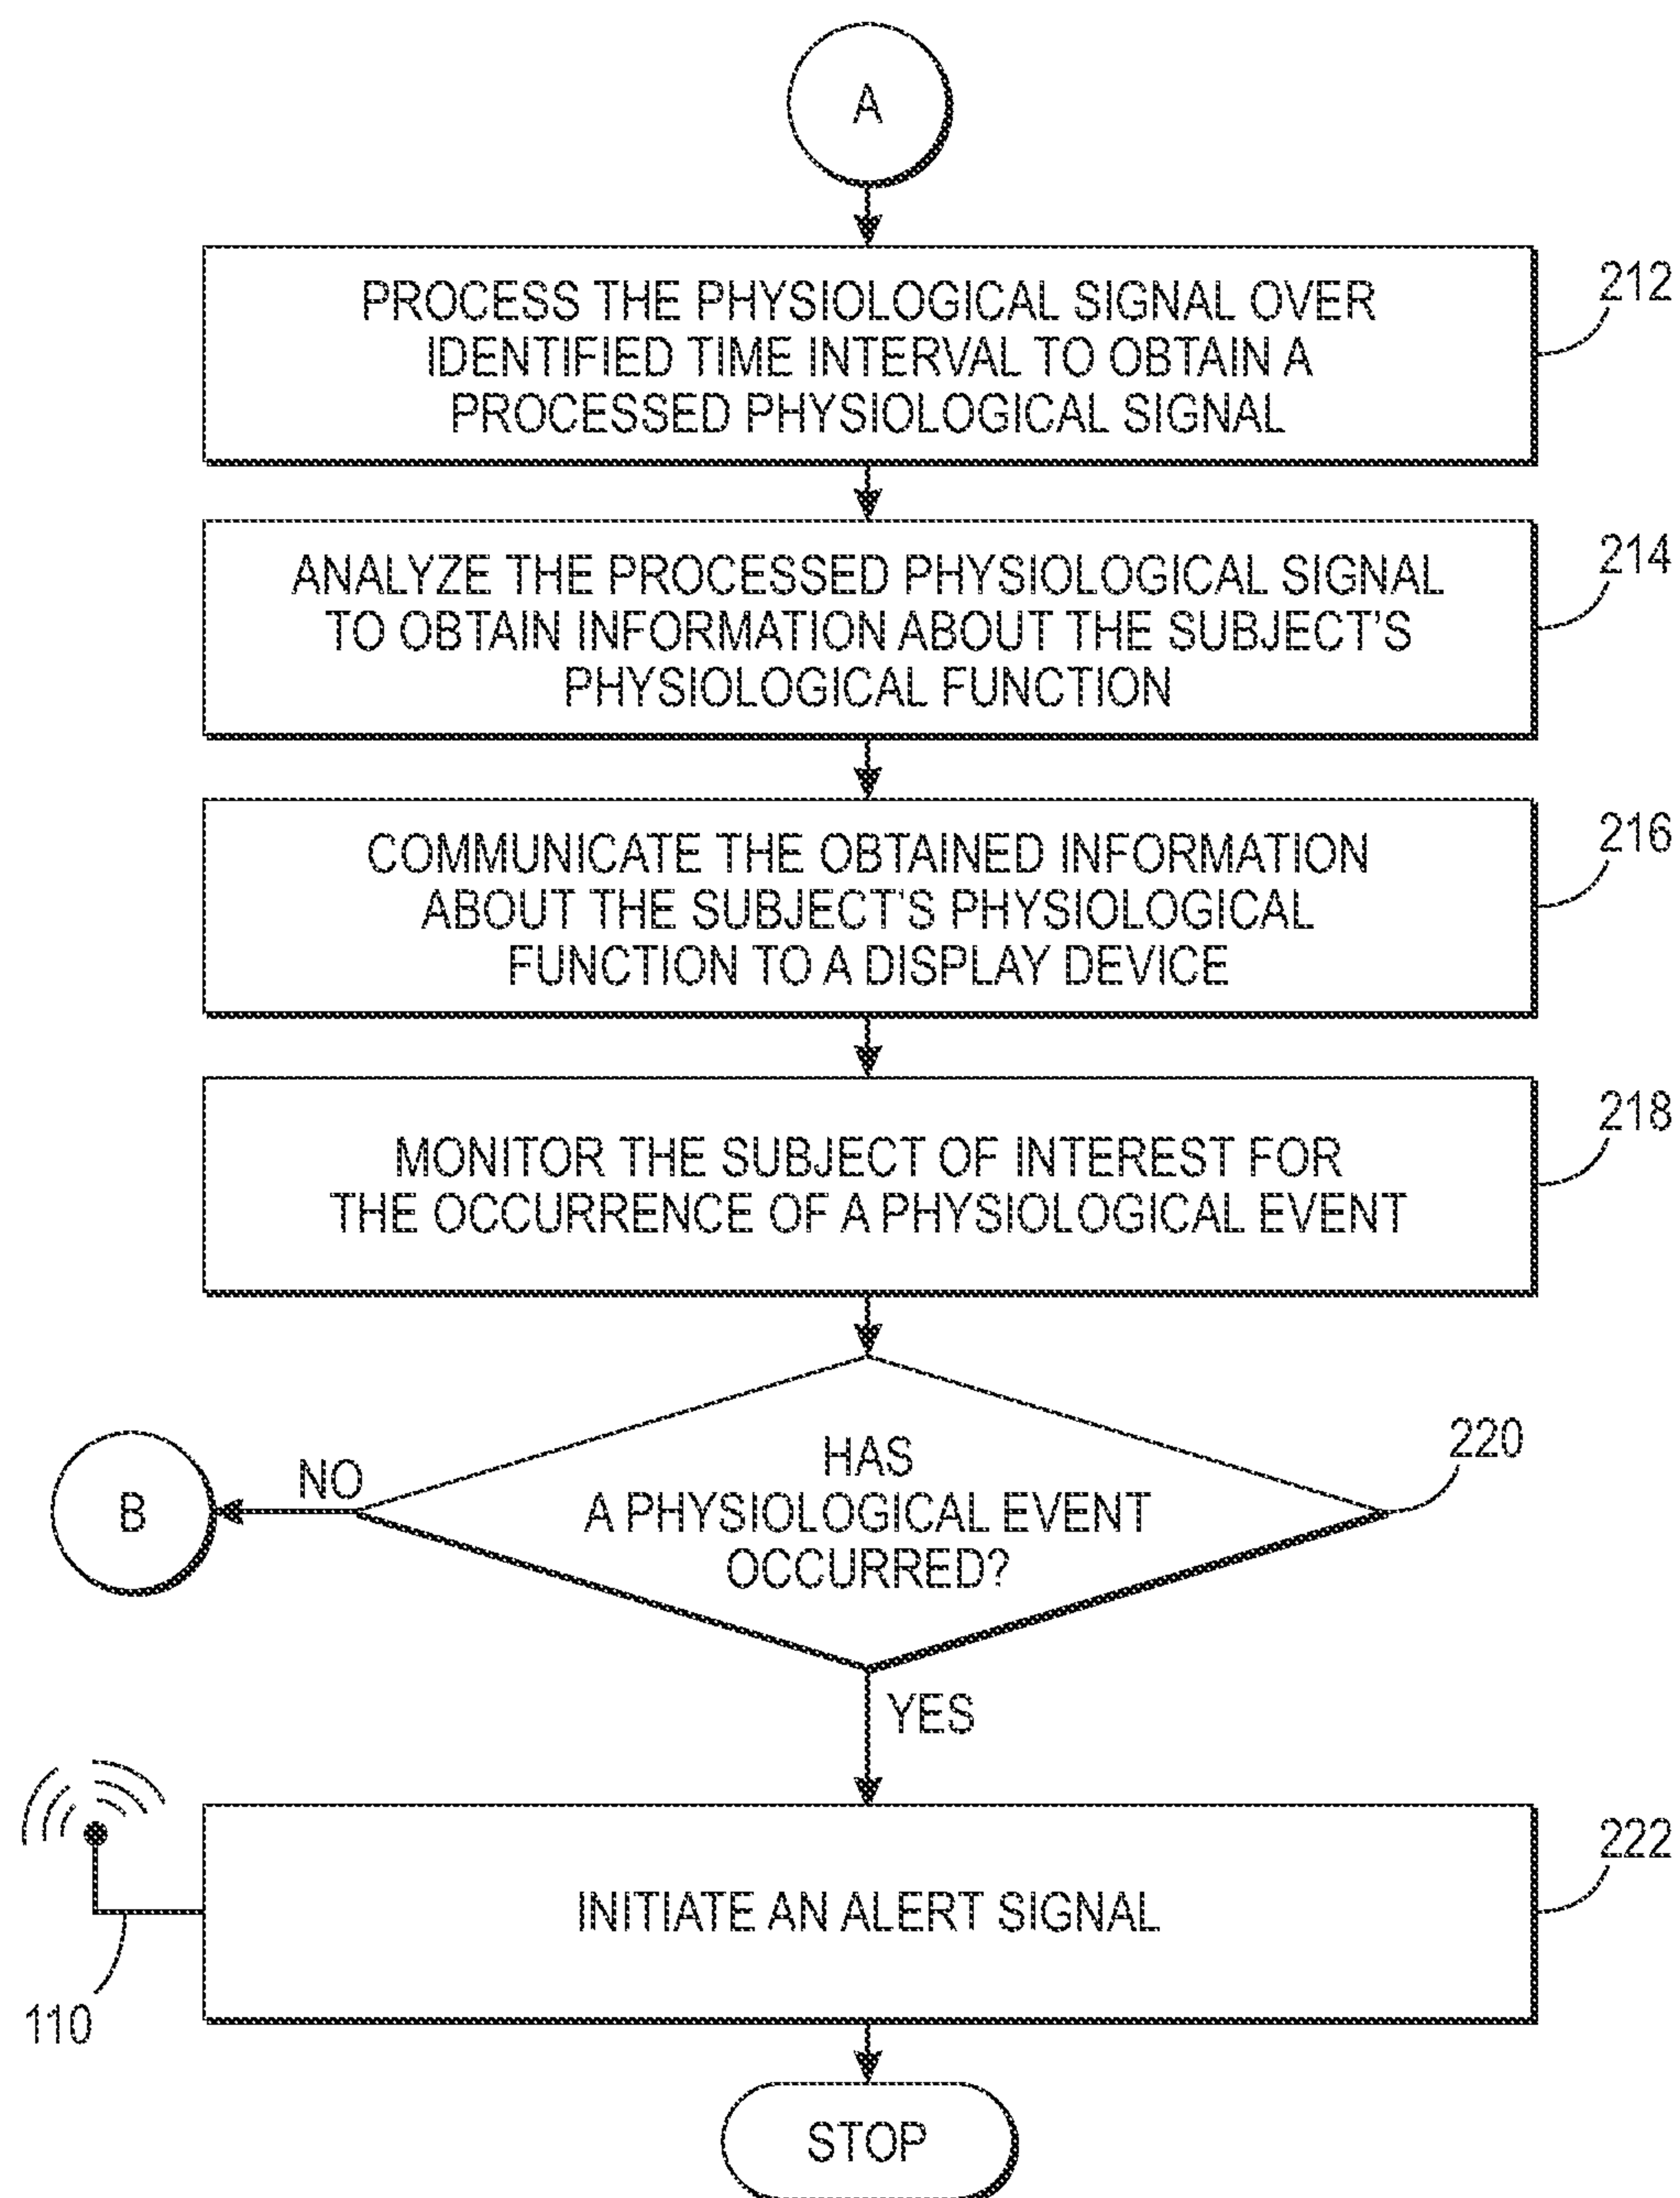 A
PROCESS THE PHYSIOLOGICAL SIGNAL OVER
IDENTIFIED TIME INTERVAL TO OBTAIN A
PROCESSED PHYSIOLOGICAL SIGNAL
212
ANALYZE THE PROCESSED PHYSIOLOGICAL SIGNAL
TO OBTAIN INFORMATION ABOUT THE SUBJECT'S
PHYSIOLOGICAL FUNCTION
214
COMMUNICATE THE OBTAINED INFORMATION
ABOUT THE SUBJECT'S PHYSIOLOGICAL
FUNCTION TO A DISPLAY DEVICE
216
MONITOR THE SUBJECT OF INTEREST FOR
THE OCCURRENCE OF A PHYSIOLOGICAL EVENT
218
HAS
A PHYSIOLOGICAL EVENT
OCCURRED?
220
NO
B
YES
INITIATE AN ALERT SIGNAL
222
110
STOP